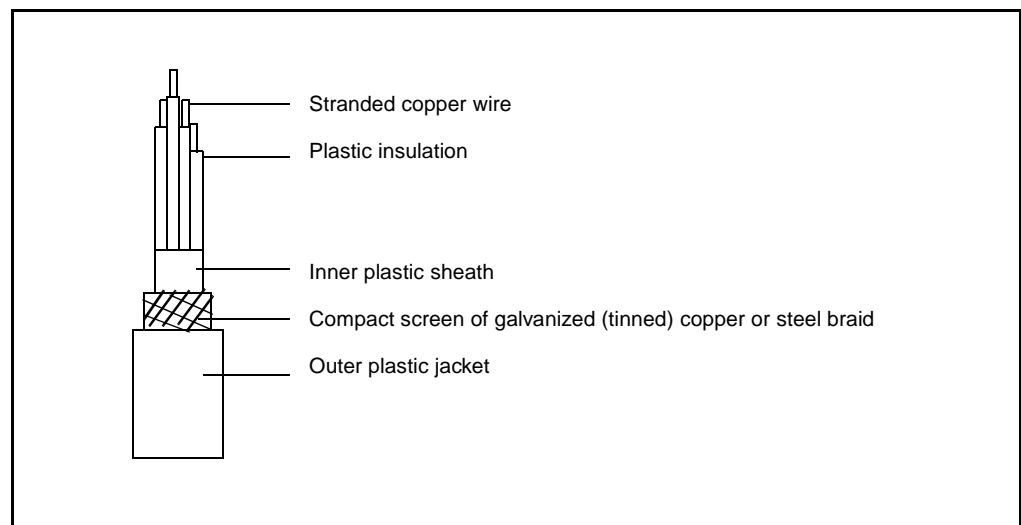 Stranded copper wire
Plastic insulation
Inner plastic sheath
Compact screen of galvanized (tinned) copper or steel braid
Outer plastic jacket